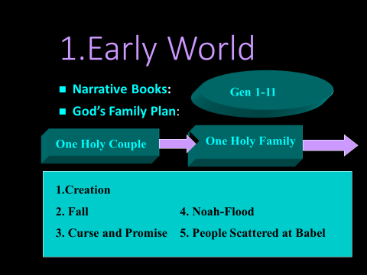 1.Early World
Narrative Books:
Gen 1-11
God's Family Plan:
One Holy Couple
One Holy Family
1.Creation
2. Fall
4. Noah-Flood
3. Curse and Promise
5. People Scattered at Babel